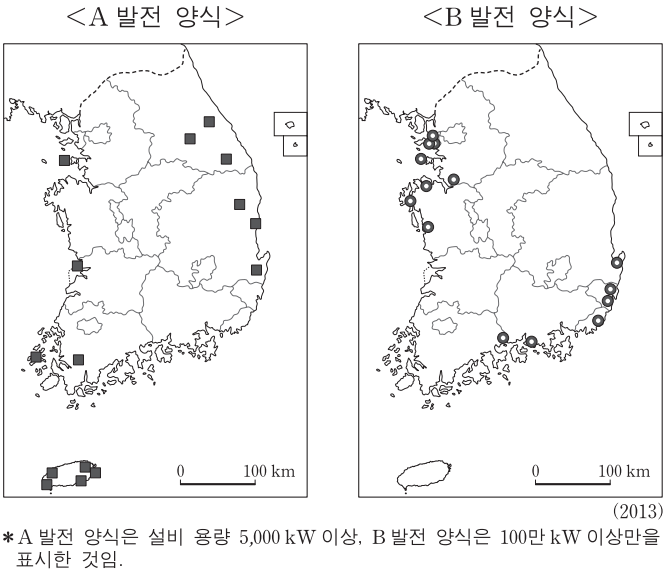 <A 발전 양식>
<B 발전 양식>
0 100 km
0 100 km
(2013)
* A 발전 양식은 설비 용량 5,000 kW 이상, B 발전 양식은 100만 kW 이상만을
표시한 것임.